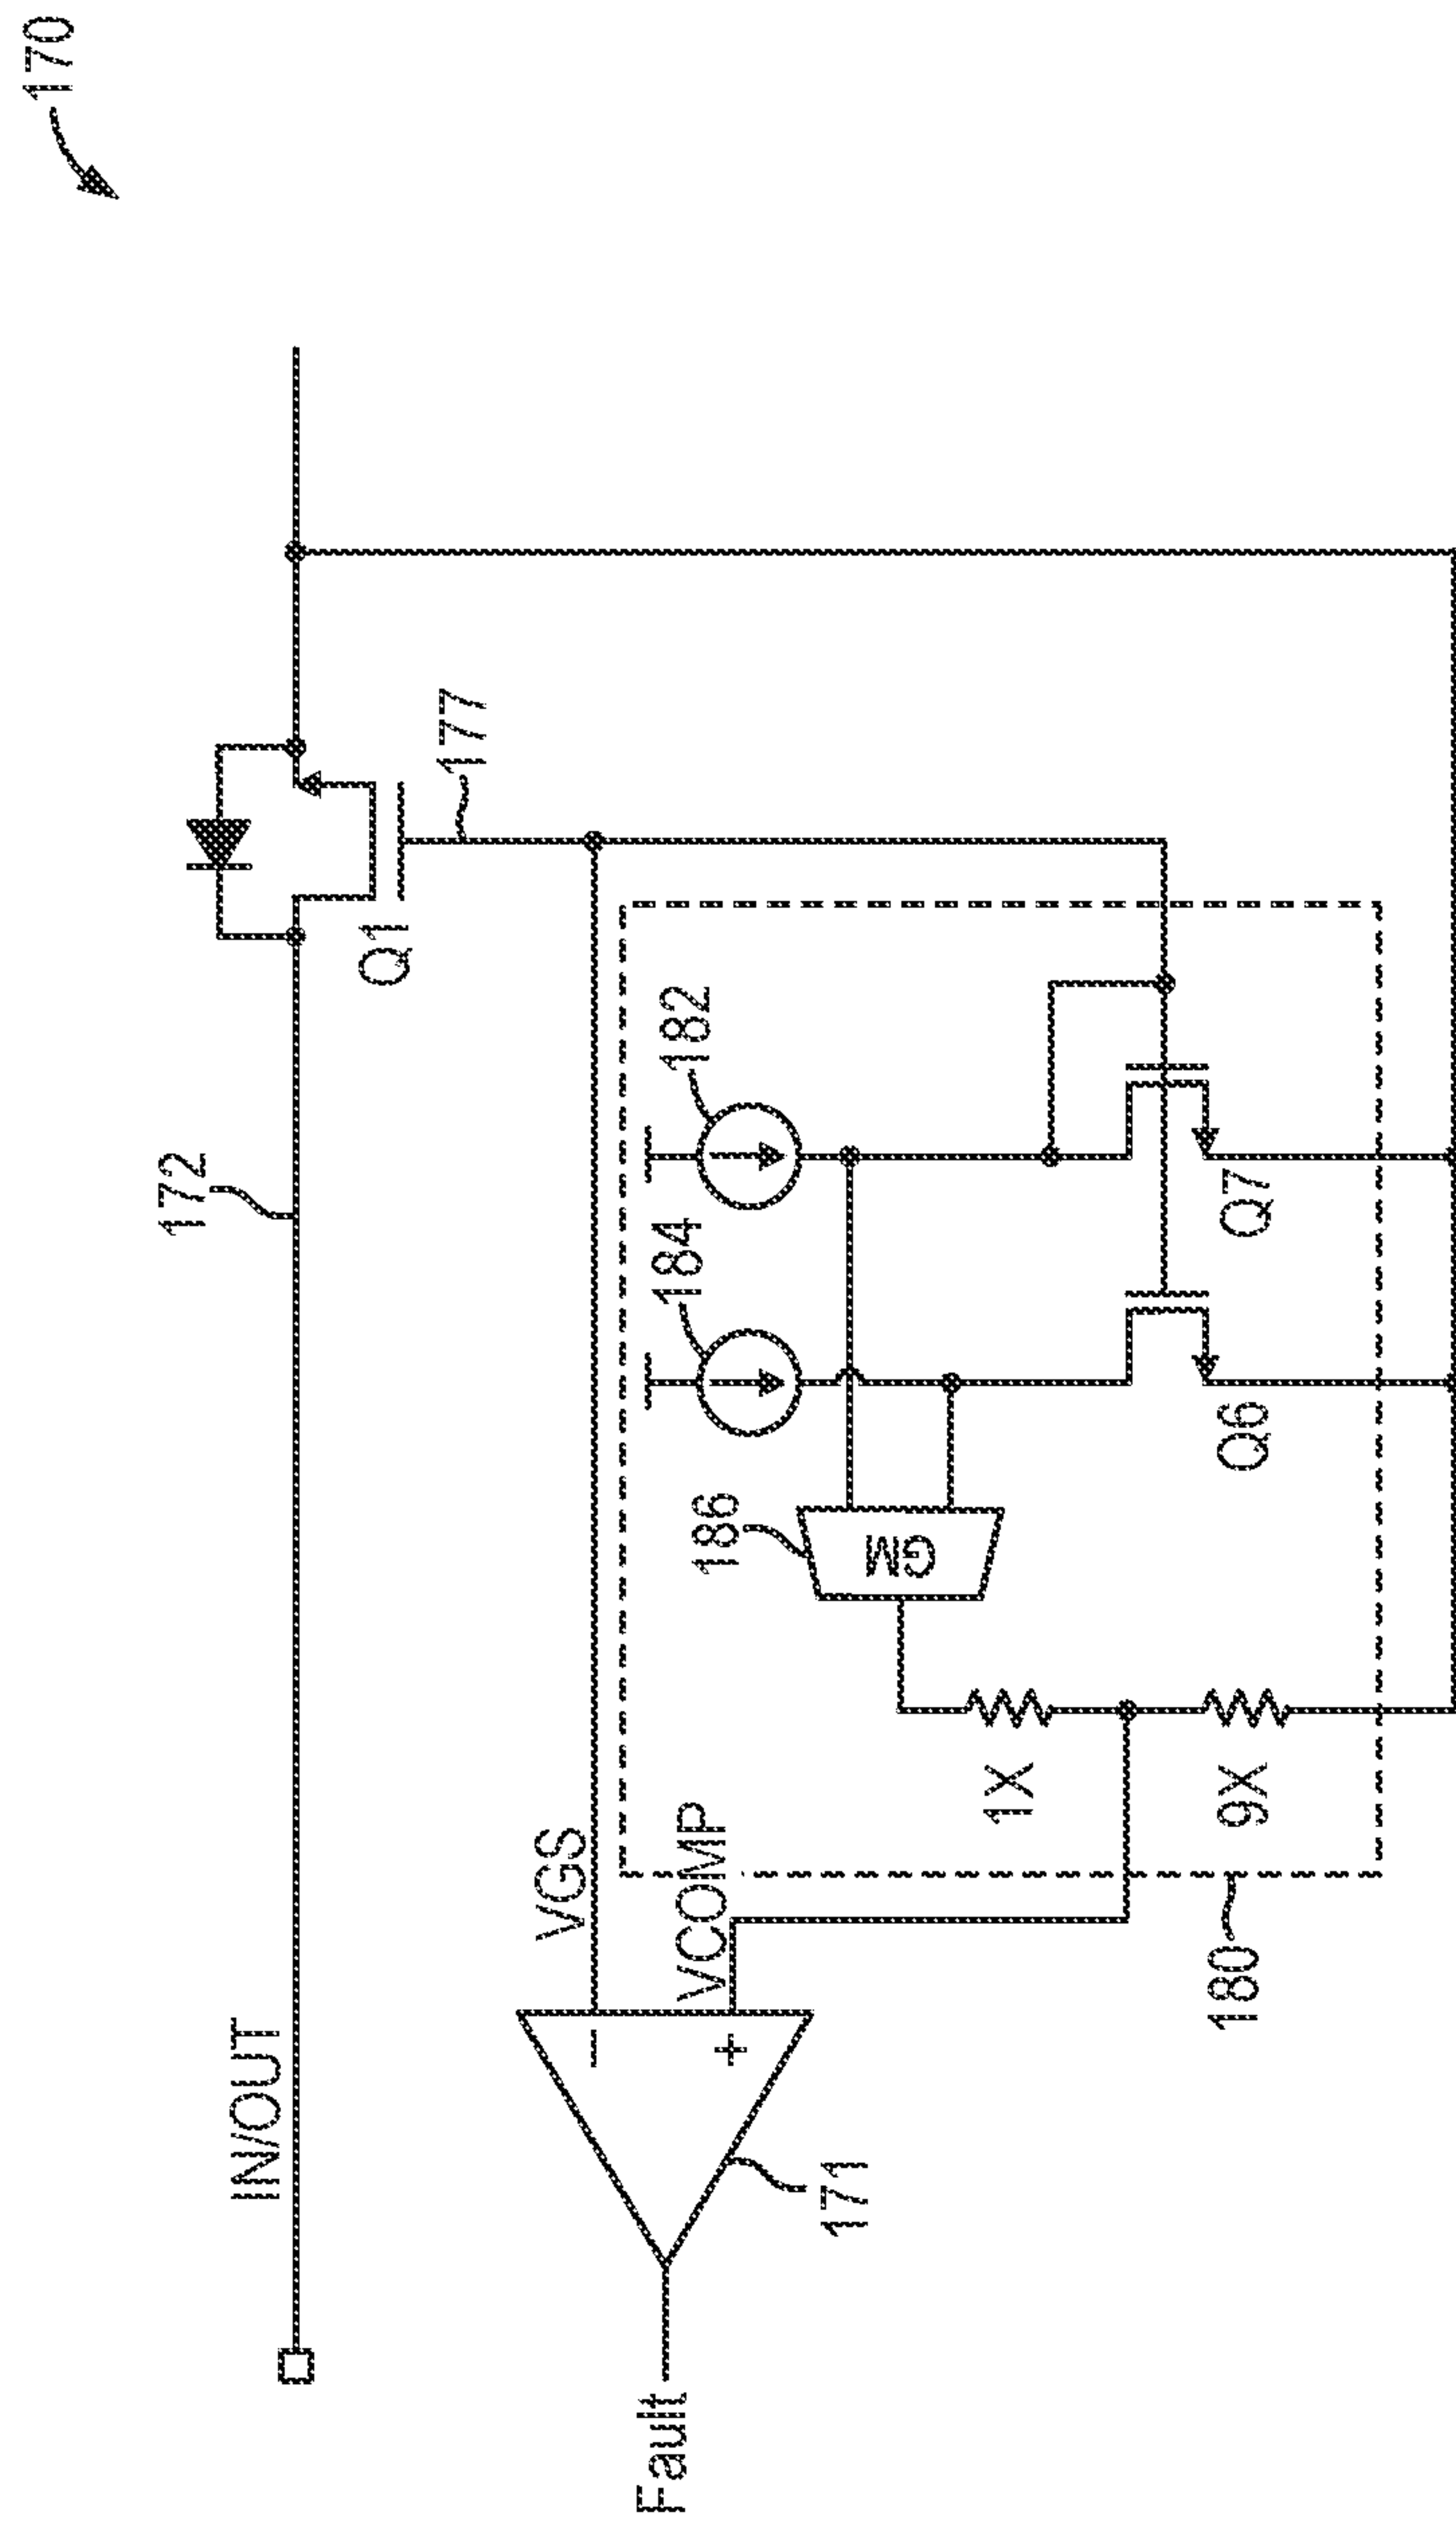 170
IN/OUT
172
Q1
177
VGS
VCOMP
Fault
−
+
171
186
GM
184
182
1X
9X
Q6
Q7
180